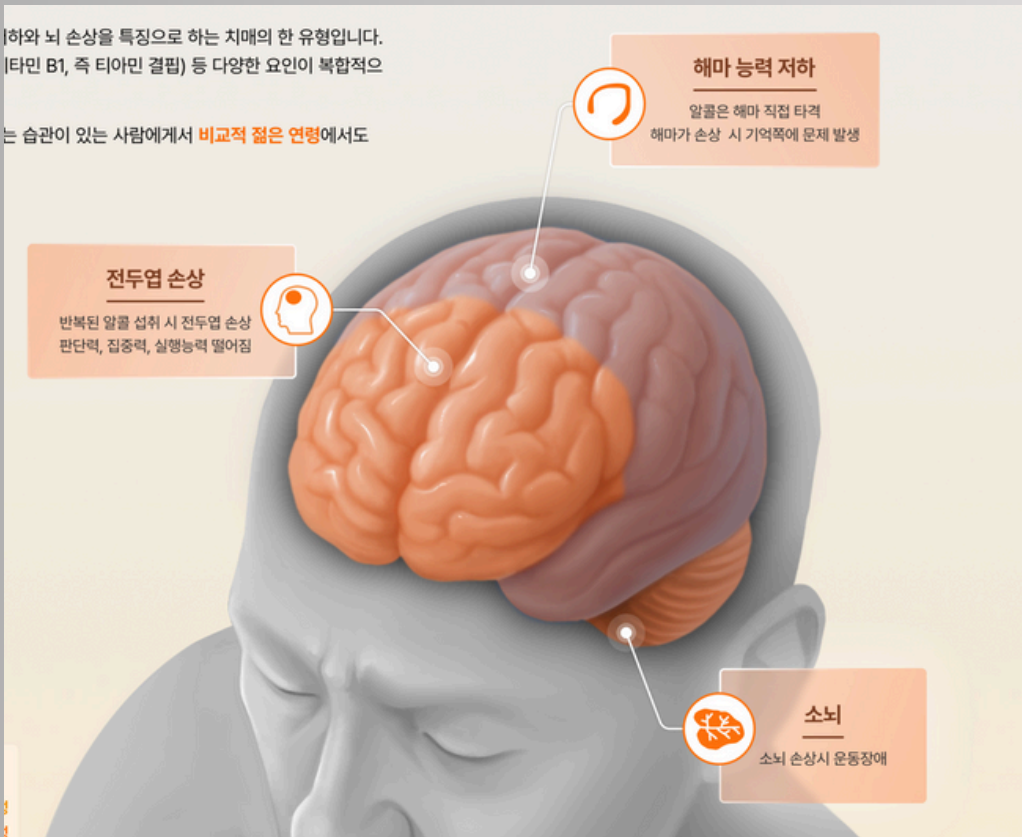 하와 뇌 손상을 특징으로 하는 치매의 한 유형입니다.
타민 B1, 즉 티아민 결핍) 등 다양한 요인이 복합적으
는 습관이 있는 사람에게서 비교적 젊은 연령에서도
해마 능력 저하
알콜은 해마 직접 타격
해마가 손상 시 기억쪽에 문제 발생
전두엽 손상
반복된 알콜 섭취 시 전두엽 손상
판단력, 집중력, 실행능력 떨어짐
소뇌
소뇌 손상시 운동장애